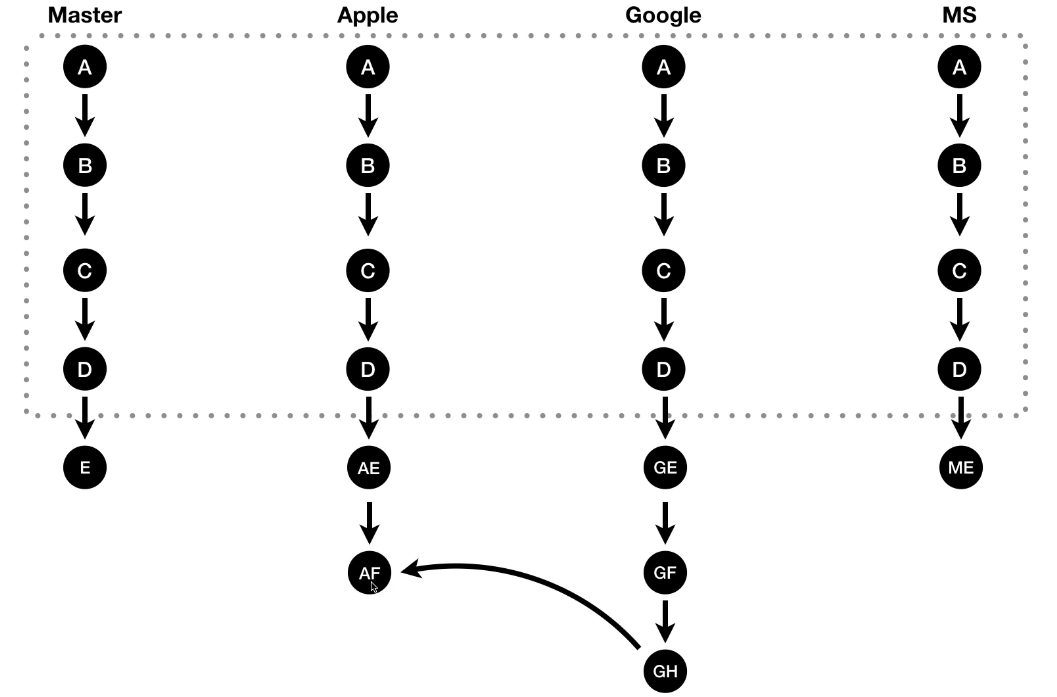 Master Apple Google MS
A A A A
B B B B
C C C C
D D D D
E AE GE ME
AF GF
GH